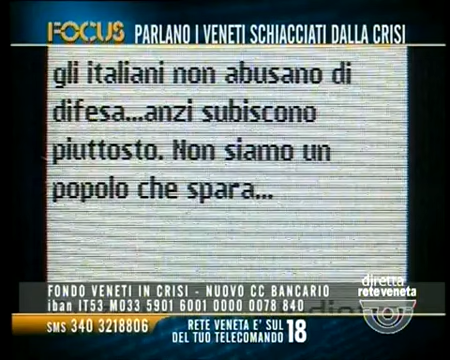 FOCUS PARLANO I VENETI SCHIACCIATI DALLA CRISI
gli italiani non abusano di
difesa...anzi subiscono
piuttosto. Non siamo un
popolo che spara...
diretta
reteveneta
FONDO VENETI IN CRISI - NUOVO CC BANCARIO
iban IT53 M033 5901 6001 0000 0078 840
SMS 340 3218806
RETE VENETA E' SUL
DEL TUO TELECOMANDO 18